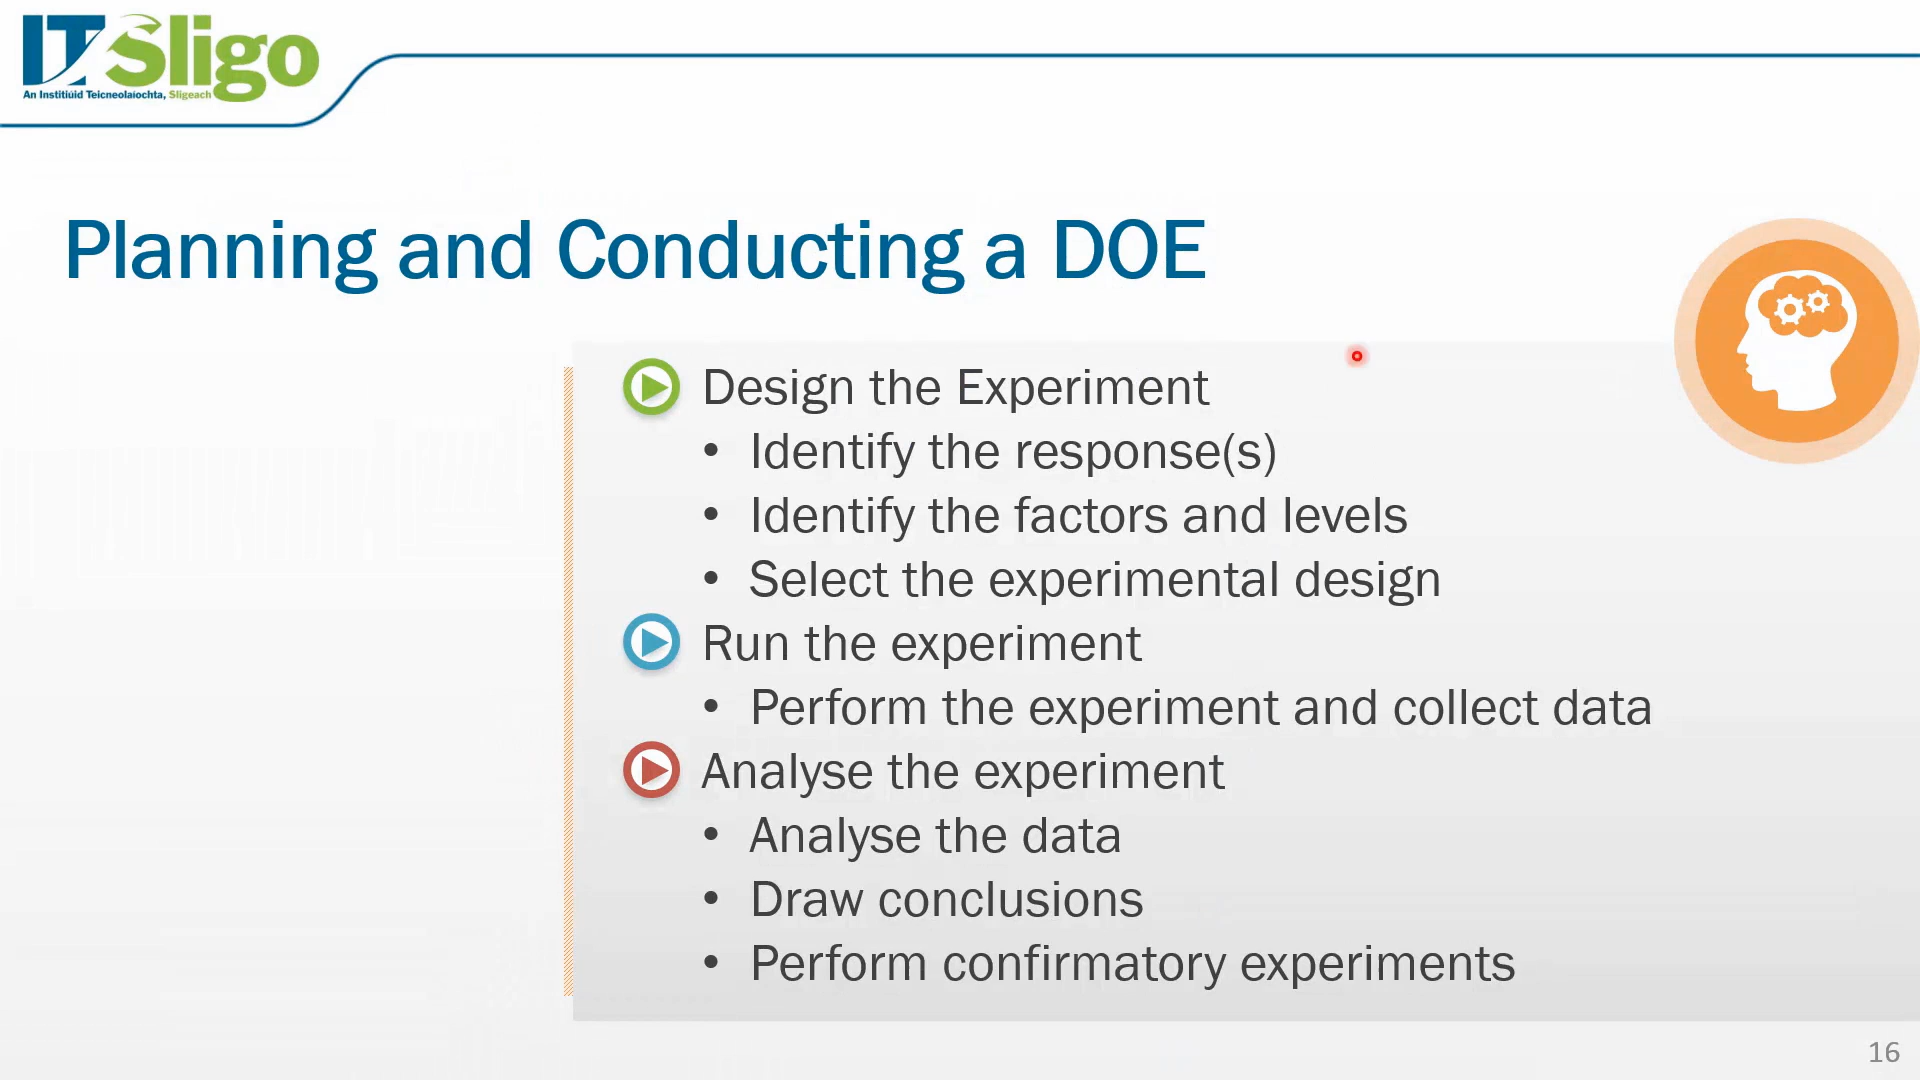 IT Sligo
An Institiúid Teicneolaíochta, Sligeach
Planning and Conducting a DOE
Design the Experiment
• Identify the response(s)
• Identify the factors and levels
• Select the experimental design
Run the experiment
• Perform the experiment and collect data
Analyse the experiment
• Analyse the data
• Draw conclusions
• Perform confirmatory experiments
16